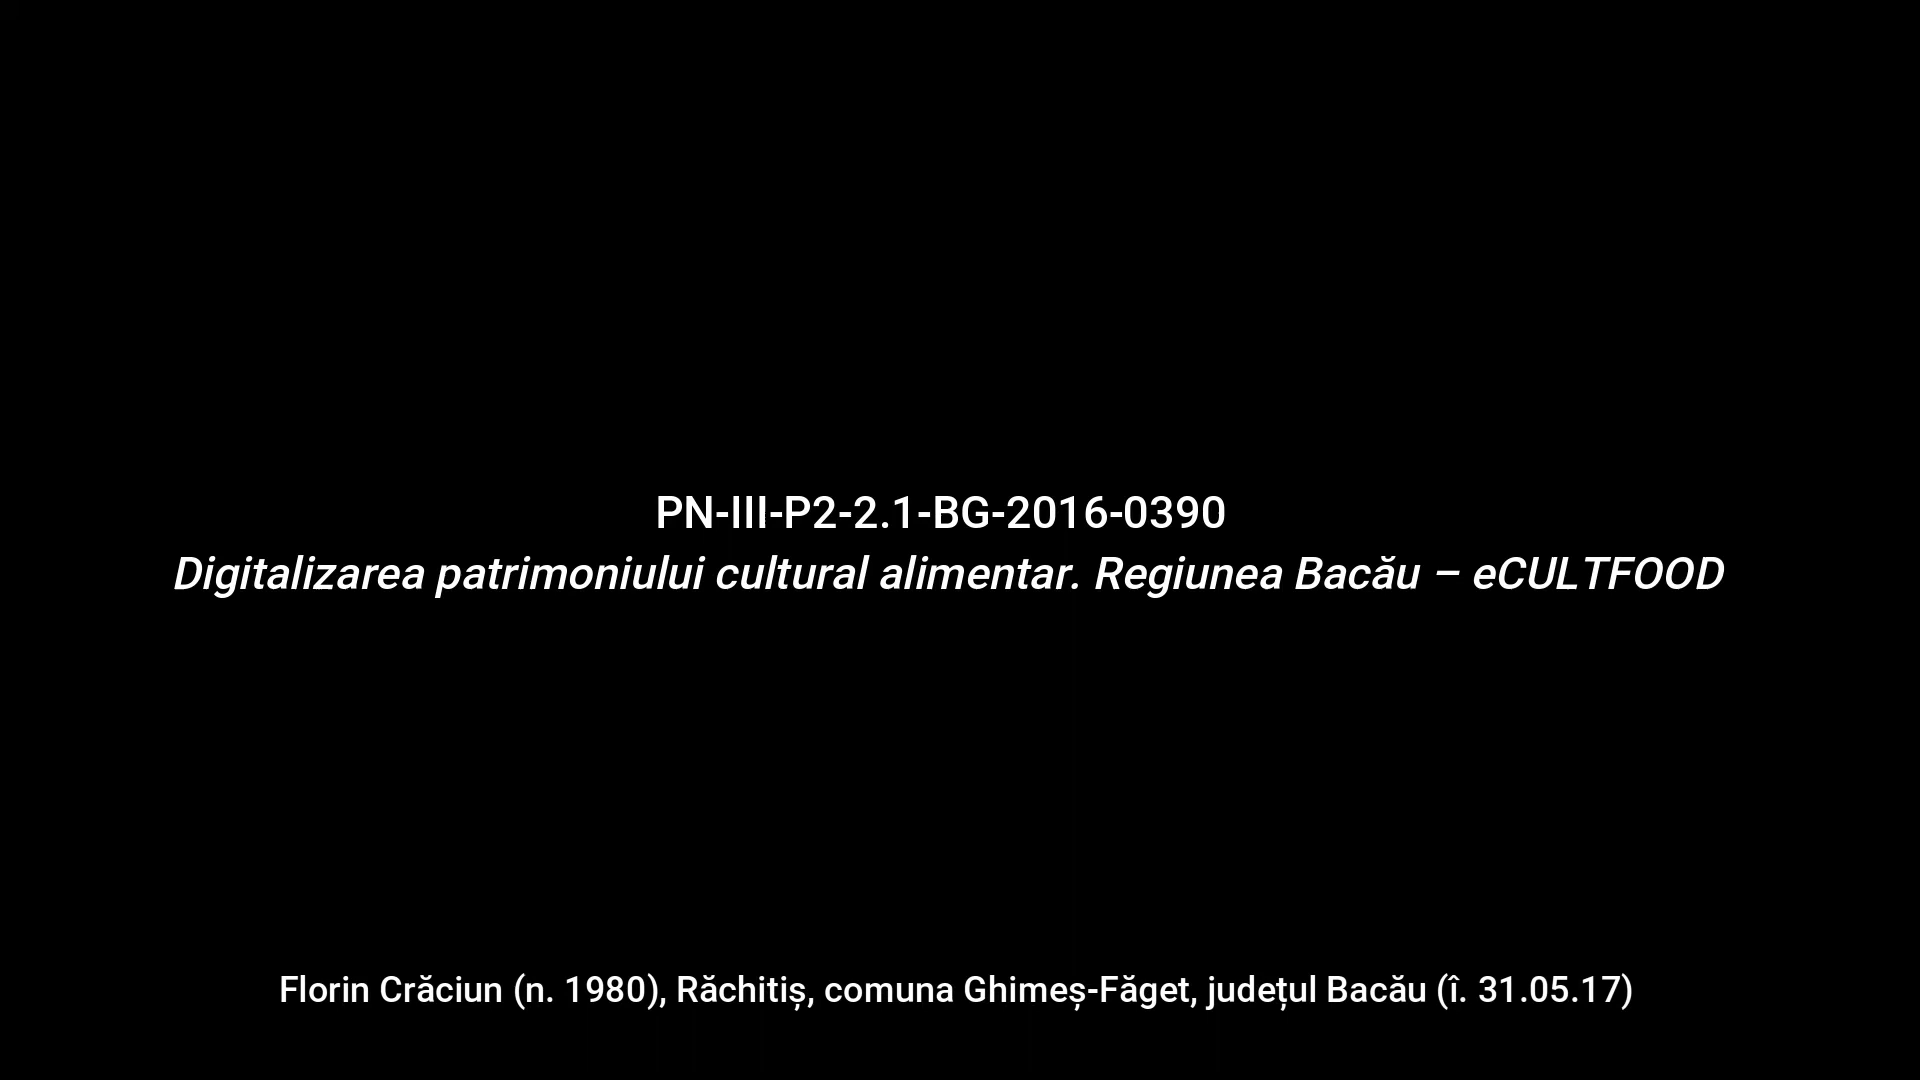 PN-III-P2-2.1-BG-2016-0390
Digitalizarea patrimoniului cultural alimentar. Regiunea Bacău – eCULTFOOD
Florin Crăciun (n. 1980), Răchitiș, comuna Ghimeș-Făget, județul Bacău (î. 31.05.17)